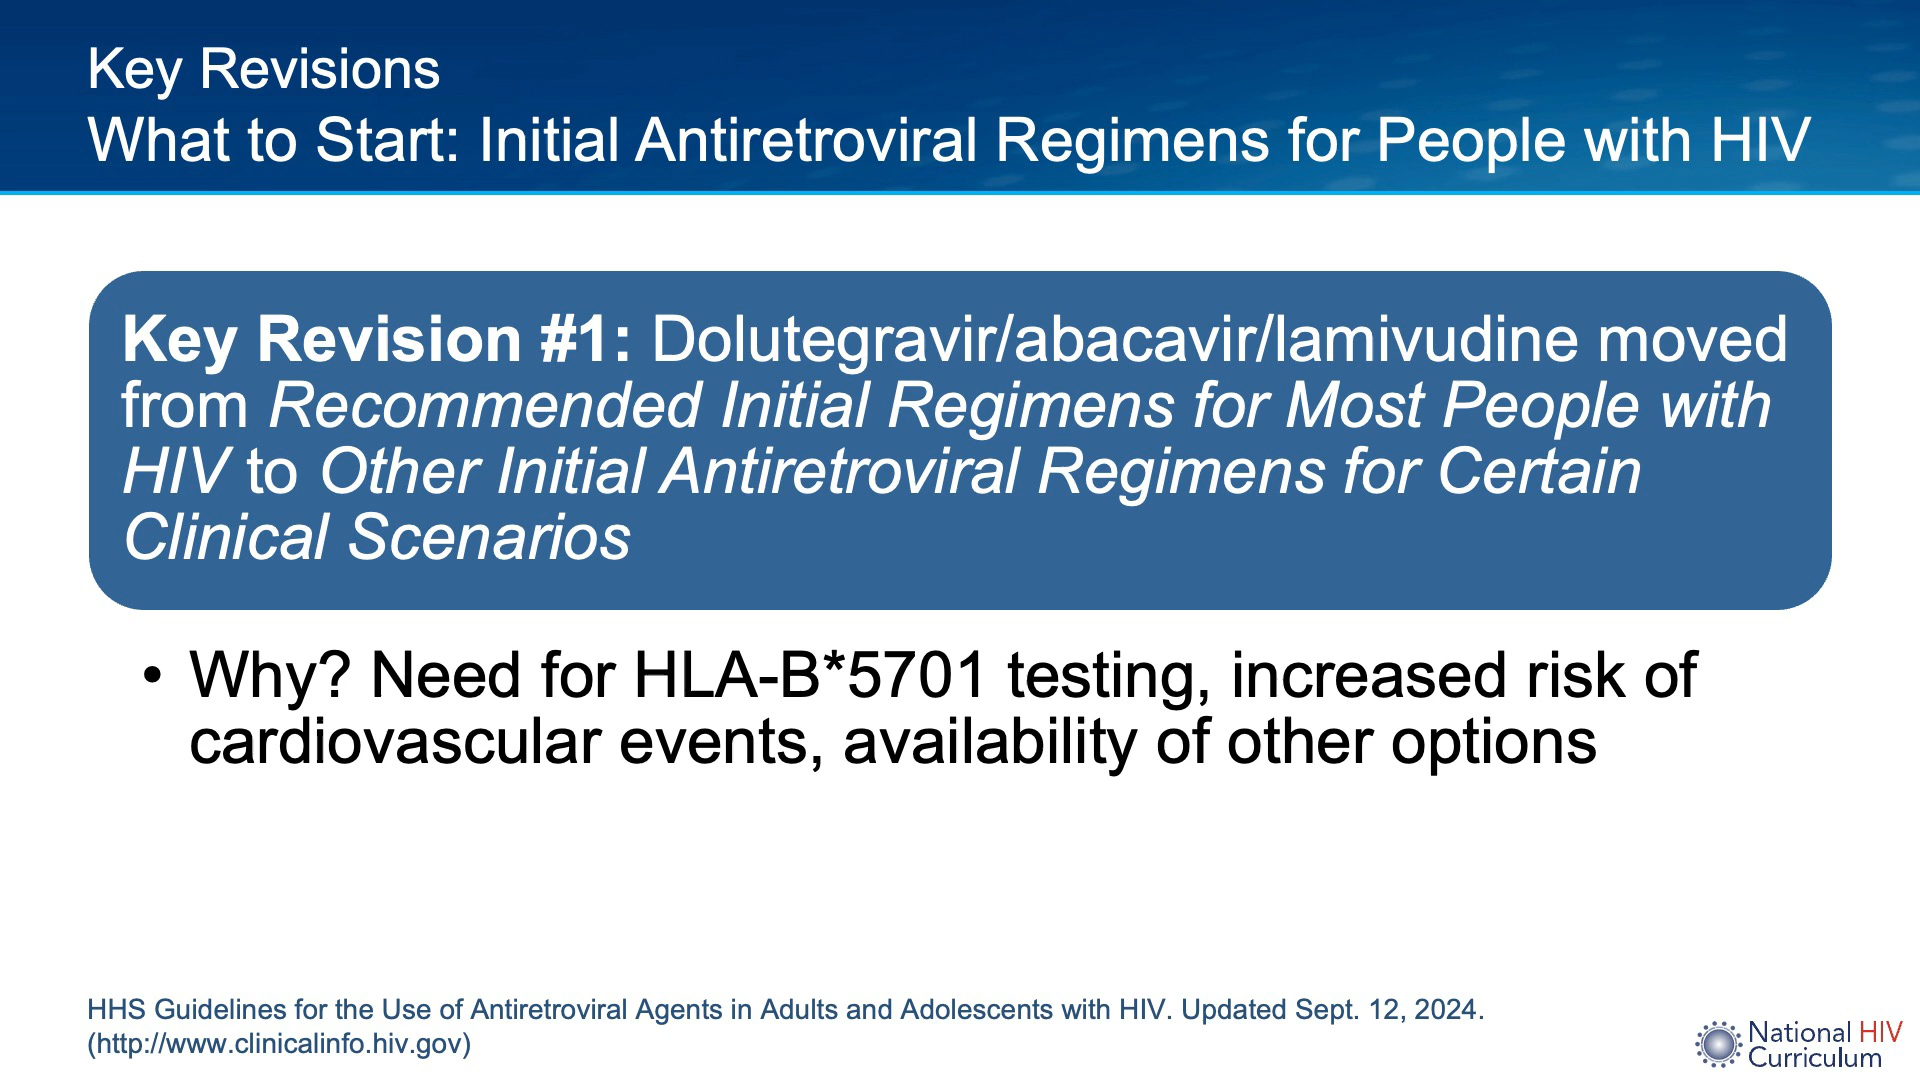 Key Revisions
What to Start: Initial Antiretroviral Regimens for People with HIV
Key Revision #1: Dolutegravir/abacavir/lamivudine moved
from Recommended Initial Regimens for Most People with
HIV to Other Initial Antiretroviral Regimens for Certain
Clinical Scenarios
• Why? Need for HLA-B*5701 testing, increased risk of
cardiovascular events, availability of other options
HHS Guidelines for the Use of Antiretroviral Agents in Adults and Adolescents with HIV. Updated Sept. 12, 2024.
(http://www.clinicalinfo.hiv.gov)
National HIV
Curriculum